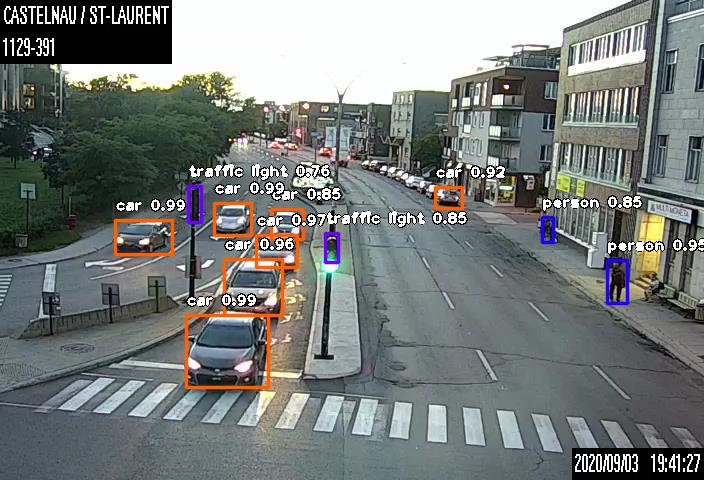 CASTELNAU / ST-LAURENT
1129-391
traffic light 0.76
car 0.99
car 0.85
car 0.92
car 0.99
car 0.97
traffic light 0.85
person 0.85
car 0.96
person 0.95
MULTI MONETA
car 0.99
2020/09/03 19:41:27